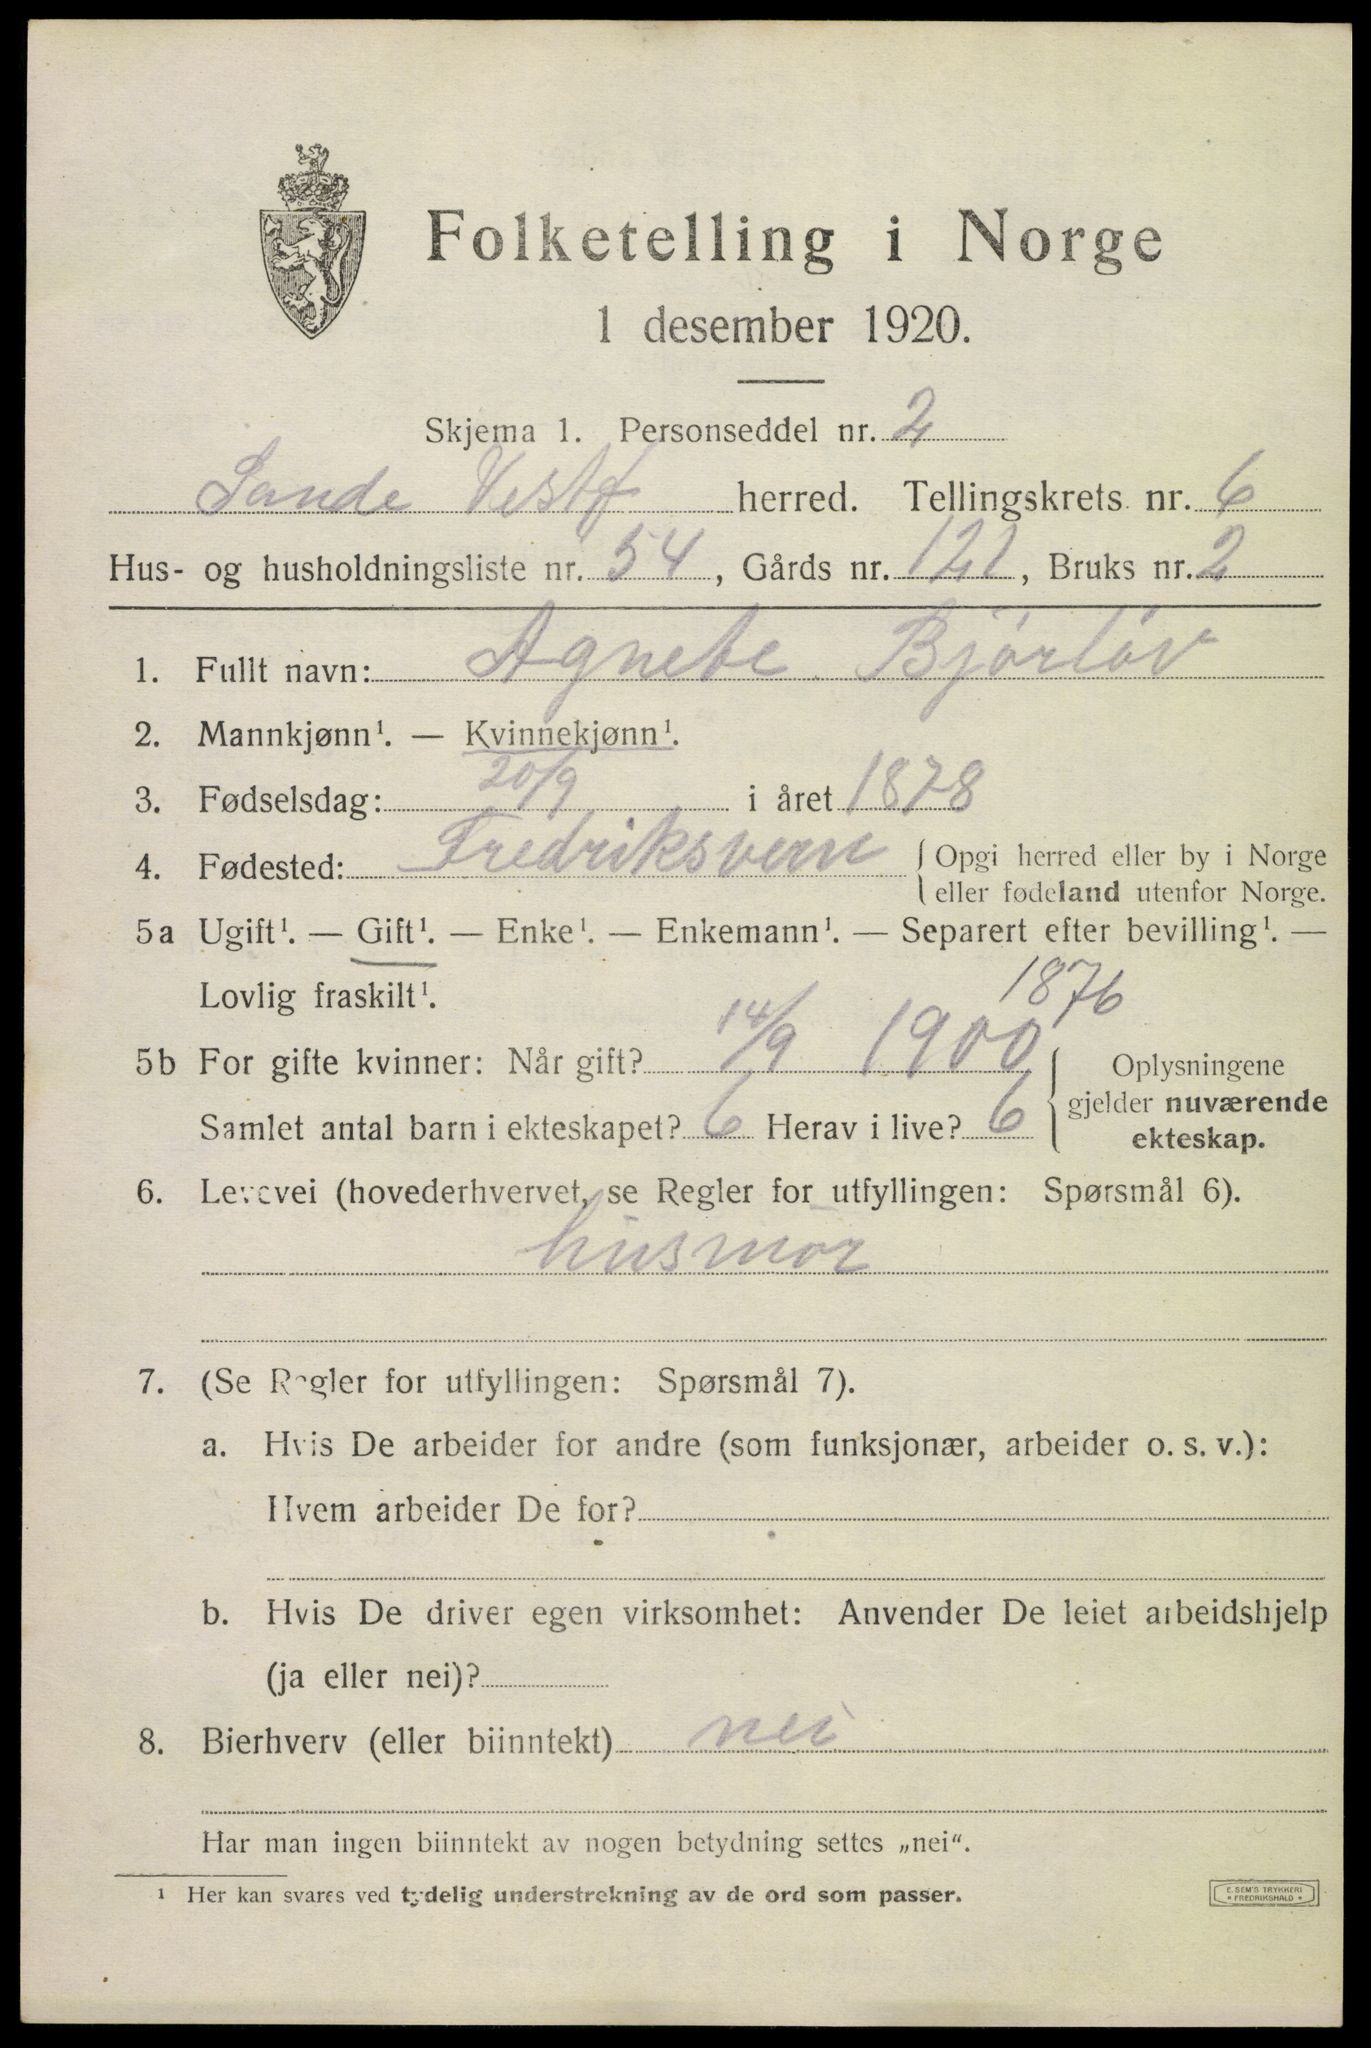 Folketelling i Norge
1 desember 1920.
Skjema 1. Personseddel nr. 2
Sande Vestf herred. Tellingskrets nr. 6
Hus- og husholdningsliste nr. 54, Gårds nr. 121, Bruks nr. 2
1. Fullt navn: Agnete Bjørløv
2. Mannkjønn¹. — Kvinnekjønn¹.
3. Fødselsdag: 20/9 i året 1878
4. Fødested: Fredriksvern { Opgi herred eller by i Norge
eller fødeland utenfor Norge.
5a Ugift¹. — Gift¹. — Enke¹. — Enkemann¹. — Separert efter bevilling¹. —
Lovlig fraskilt¹. 1876
5b For gifte kvinner: Når gift? 14/9 1900
Samlet antal barn i ekteskapet? 6 Herav i live? 6
{ Oplysningene
gjelder nuværende
ekteskap.
6. Levevei (hovederhvervet, se Regler for utfyllingen: Spørsmål 6).
husmor
7. (Se Regler for utfyllingen: Spørsmål 7).
a. Hvis De arbeider for andre (som funksjonær, arbeider o. s. v.):
Hvem arbeider De for?
b. Hvis De driver egen virksomhet: Anvender De leiet arbeidshjelp
(ja eller nei)?
8. Bierhverv (eller biinntekt) nei
Har man ingen biinntekt av nogen betydning settes „nei“.
¹ Her kan svares ved tydelig understrekning av de ord som passer.
E. SEM'S TRYKKERI
* FREDRIKSHALD *